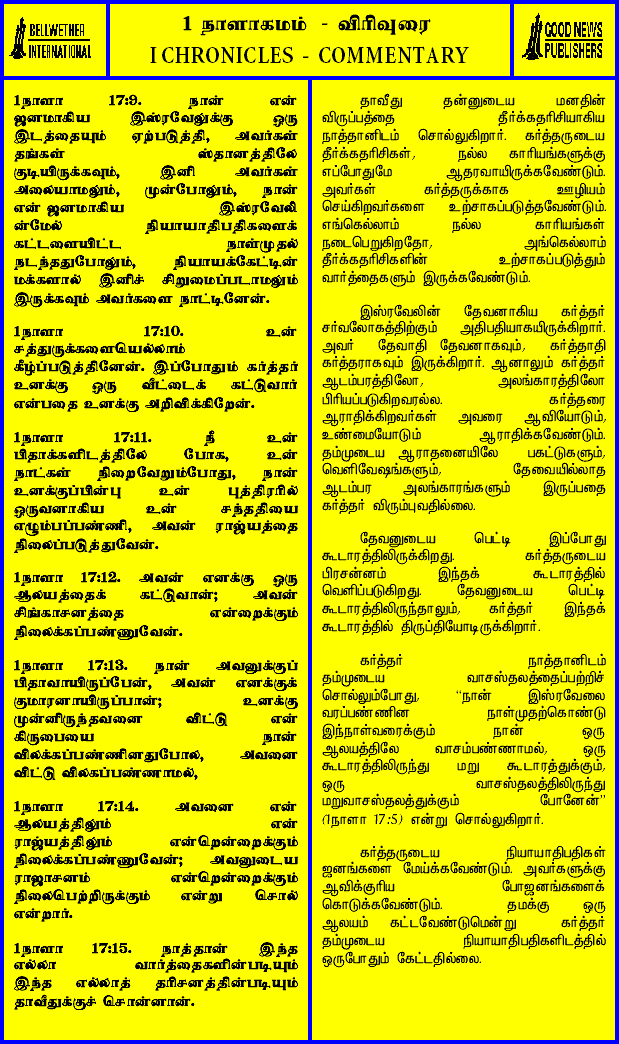 BELLWETHER
INTERNATIONAL
1 நாளாகமம் - விரிவுரை
I CHRONICLES - COMMENTARY
GOOD NEWS
PUBLISHERS
1நாளா 17:9. நான் என்
ஜனமாகிய இஸ்ரவேலுக்கு ஒரு
இடத்தையும் ஏற்படுத்தி, அவர்கள்
தங்கள் ஸ்தானத்திலே
குடியிருக்கவும், இனி அவர்கள்
அலையாமலும், முன்போலும், நான்
என் ஜனமாகிய இஸ்ரவேலி
ன்மேல் நியாயாதிபதிகளைக்
கட்டளையிட்ட நாள்முதல்
நடந்ததுபோலும், நியாயக்கேட்டின்
மக்களால் இனிச் சிறுமைப்படாமலும்
இருக்கவும் அவர்களை நாட்டினேன்.
1நாளா 17:10. உன்
சத்துருக்களையெல்லாம்
கீழ்ப்படுத்தினேன். இப்போதும் கர்த்தர்
உனக்கு ஒரு வீட்டைக் கட்டுவார்
என்பதை உனக்கு அறிவிக்கிறேன்.
1நாளா 17:11. நீ உன்
பிதாக்களிடத்திலே போக, உன்
நாட்கள் நிறைவேறும்போது, நான்
உனக்குப்பின்பு உன் புத்திரரில்
ஒருவனாகிய உன் சந்ததியை
எழும்பப்பண்ணி, அவன் ராஜ்யத்தை
நிலைப்படுத்துவேன்.
1நாளா 17:12. அவன் எனக்கு ஒரு
ஆலயத்தைக் கட்டுவான்; அவன்
சிங்காசனத்தை என்றைக்கும்
நிலைக்கப்பண்ணுவேன்.
1நாளா 17:13. நான் அவனுக்குப்
பிதாவாயிருப்பேன், அவன் எனக்குக்
குமாரனாயிருப்பான்; உனக்கு
முன்னிருந்தவனை விட்டு என்
கிருபையை நான்
விலக்கப்பண்ணினதுபோல, அவனை
விட்டு விலகப்பண்ணாமல்,
1நாளா 17:14. அவனை என்
ஆலயத்திலும் என்
ராஜ்யத்திலும் என்றென்றைக்கும்
நிலைக்கப்பண்ணுவேன்; அவனுடைய
ராஜாசனம் என்றென்றைக்கும்
நிலைபெற்றிருக்கும் என்று சொல்
என்றார்.
1நாளா 17:15. நாத்தான் இந்த
எல்லா வார்த்தைகளின்படியும்
இந்த எல்லாத் தரிசனத்தின்படியும்
தாவீதுக்குச் சொன்னான்.
தாவீது தன்னுடைய மனதின்
விருப்பத்தை தீர்க்கதரிசியாகிய
நாத்தானிடம் சொல்லுகிறார். கர்த்தருடைய
தீர்க்கதரிசிகள், நல்ல காரியங்களுக்கு
எப்போதுமே ஆதரவாயிருக்கவேண்டும்.
அவர்கள் கர்த்தருக்காக ஊழியம்
செய்கிறவர்களை உற்சாகப்படுத்தவேண்டும்.
எங்கெல்லாம் நல்ல காரியங்கள்
நடைபெறுகிறதோ, அங்கெல்லாம்
தீர்க்கதரிசிகளின் உற்சாகப்படுத்தும்
வார்த்தைகளும் இருக்கவேண்டும்.
இஸ்ரவேலின் தேவனாகிய கர்த்தர்
சர்வலோகத்திற்கும் அதிபதியாகயிருக்கிறார்.
அவர் தேவாதி தேவனாகவும், கர்த்தாதி
கர்த்தராகவும் இருக்கிறார். ஆனாலும் கர்த்தர்
ஆடம்பரத்திலோ, அலங்காரத்திலோ
பிரியப்படுகிறவரல்ல. கர்த்தரை
ஆராதிக்கிறவர்கள் அவரை ஆவியோடும்,
உண்மையோடும் ஆராதிக்கவேண்டும்.
தம்முடைய ஆராதனையிலே பகட்டுகளும்,
வெளிவேஷங்களும், தேவையில்லாத
ஆடம்பர அலங்காரங்களும் இருப்பதை
கர்த்தர் விரும்புவதில்லை.
தேவனுடைய பெட்டி இப்போது
கூடாரத்திலிருக்கிறது. கர்த்தருடைய
பிரசன்னம் இந்தக் கூடாரத்தில்
வெளிப்படுகிறது. தேவனுடைய பெட்டி
கூடாரத்திலிருந்தாலும், கர்த்தர் இந்தக்
கூடாரத்தில் திருப்தியோடிருக்கிறார்.
கர்த்தர் நாத்தானிடம்
தம்முடைய வாசஸ்தலத்தைப்பற்றிச்
சொல்லும்போது, "நான் இஸ்ரவேலை
வரப்பண்ணின நாள்முதற்கொண்டு
இந்நாள்வரைக்கும் நான் ஒரு
ஆலயத்திலே வாசம்பண்ணாமல், ஒரு
கூடாரத்திலிருந்து மறு கூடாரத்துக்கும்,
ஒரு வாசஸ்தலத்திலிருந்து
மறுவாசஸ்தலத்துக்கும் போனேன்"
(1நாளா 17:5) என்று சொல்லுகிறார்.
கர்த்தருடைய நியாயாதிபதிகள்
ஜனங்களை மேய்க்கவேண்டும். அவர்களுக்கு
ஆவிக்குரிய போஜனங்களைக்
கொடுக்கவேண்டும். தமக்கு ஒரு
ஆலயம் கட்டவேண்டுமென்று கர்த்தர்
தம்முடைய நியாயாதிபதிகளிடத்தில்
ஒருபோதும் கேட்டதில்லை.